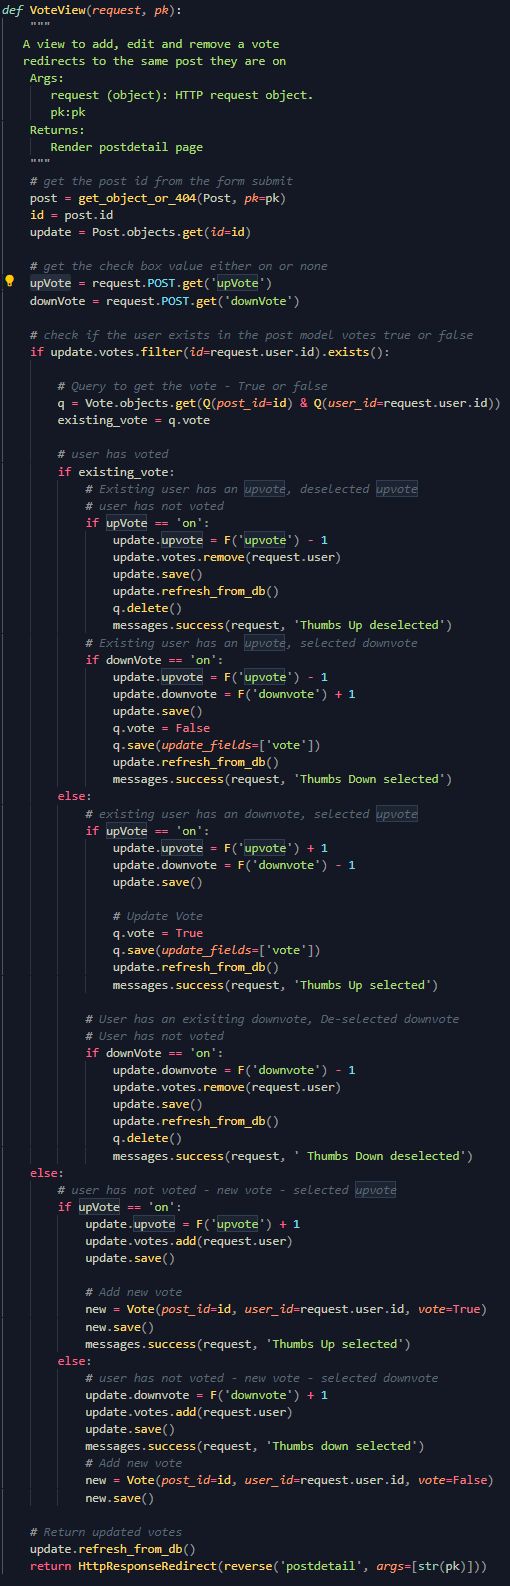 def VoteView(request, pk):
    """
   A view to add, edit and remove a vote
   redirects to the same post they are on
    Args:
       request (object): HTTP request object.
       pk:pk
    Returns:
       Render postdetail page
    """
    # get the post id from the form submit
    post = get_object_or_404(Post, pk=pk)
    id = post.id
    update = Post.objects.get(id=id)

    # get the check box value either on or none
    upVote = request.POST.get('upVote')
    downVote = request.POST.get('downVote')

    # check if the user exists in the post model votes true or false
    if update.votes.filter(id=request.user.id).exists():

        # Query to get the vote - True or false
        q = Vote.objects.get(Q(post_id=id) & Q(user_id=request.user.id))
        existing_vote = q.vote

        # user has voted
        if existing_vote:
            # Existing user has an upvote, deselected upvote
            # user has not voted
            if upVote == 'on':
                update.upvote = F('upvote') - 1
                update.votes.remove(request.user)
                update.save()
                update.refresh_from_db()
                q.delete()
                messages.success(request, 'Thumbs Up deselected')
            # Existing user has an upvote, selected downvote
            if downVote == 'on':
                update.upvote = F('upvote') - 1
                update.downvote = F('downvote') + 1
                update.save()
                q.vote = False
                q.save(update_fields=['vote'])
                update.refresh_from_db()
                messages.success(request, 'Thumbs Down selected')
        else:
            # existing user has an downvote, selected upvote
            if upVote == 'on':
                update.upvote = F('upvote') + 1
                update.downvote = F('downvote') - 1
                update.save()

                # Update Vote
                q.vote = True
                q.save(update_fields=['vote'])
                update.refresh_from_db()
                messages.success(request, 'Thumbs Up selected')

            # User has an exisiting downvote, De-selected downvote
            # User has not voted
            if downVote == 'on':
                update.downvote = F('downvote') - 1
                update.votes.remove(request.user)
                update.save()
                update.refresh_from_db()
                q.delete()
                messages.success(request, ' Thumbs Down deselected')
    else:
        # user has not voted - new vote - selected upvote
        if upVote == 'on':
            update.upvote = F('upvote') + 1
            update.votes.add(request.user)
            update.save()

            # Add new vote
            new = Vote(post_id=id, user_id=request.user.id, vote=True)
            new.save()
            messages.success(request, 'Thumbs Up selected')
        else:
            # user has not voted - new vote - selected downvote
            update.downvote = F('downvote') + 1
            update.votes.add(request.user)
            update.save()
            messages.success(request, 'Thumbs down selected')
            # Add new vote
            new = Vote(post_id=id, user_id=request.user.id, vote=False)
            new.save()

    # Return updated votes
    update.refresh_from_db()
    return HttpResponseRedirect(reverse('postdetail', args=[str(pk)]))